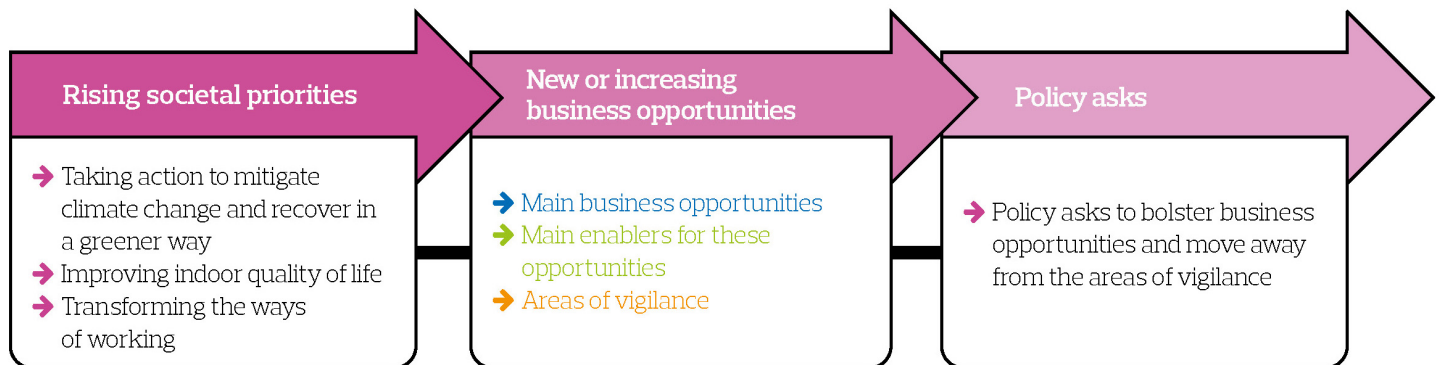 Rising societal priorities
Taking action to mitigate
climate change and recover in
a greener way
Improving indoor quality of life
Transforming the ways
of working
New or increasing
business opportunities
Main business opportunities
Main enablers for these
opportunities
Areas of vigilance
Policy asks
Policy asks to bolster business
opportunities and move away
from the areas of vigilance